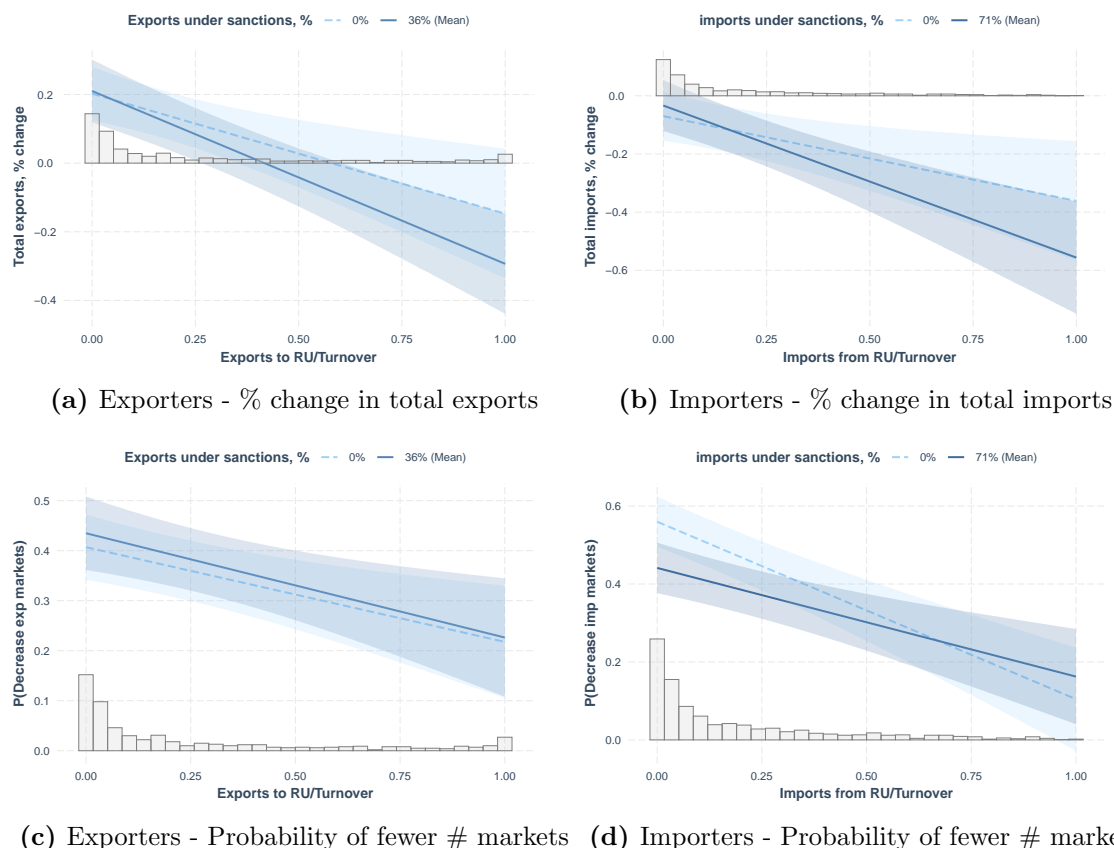 Exports under sanctions, % 0% 36% (Mean)
Total exports, % change
0.2
0.0
−0.2
−0.4
0.00 0.25 0.50 0.75 1.00
Exports to RU/Turnover
(a) Exporters - % change in total exports
imports under sanctions, % 0% 71% (Mean)
Total imports, % change
0.0
−0.2
−0.4
−0.6
0.00 0.25 0.50 0.75 1.00
Imports from RU/Turnover
(b) Importers - % change in total imports
Exports under sanctions, % 0% 36% (Mean)
P(Decrease exp markets)
0.5
0.4
0.3
0.2
0.1
0.0
0.00 0.25 0.50 0.75 1.00
Exports to RU/Turnover
(c) Exporters - Probability of fewer # markets
imports under sanctions, % 0% 71% (Mean)
P(Decrease imp markets)
0.6
0.4
0.2
0.0
0.00 0.25 0.50 0.75 1.00
Imports from RU/Turnover
(d) Importers - Probability of fewer # marke